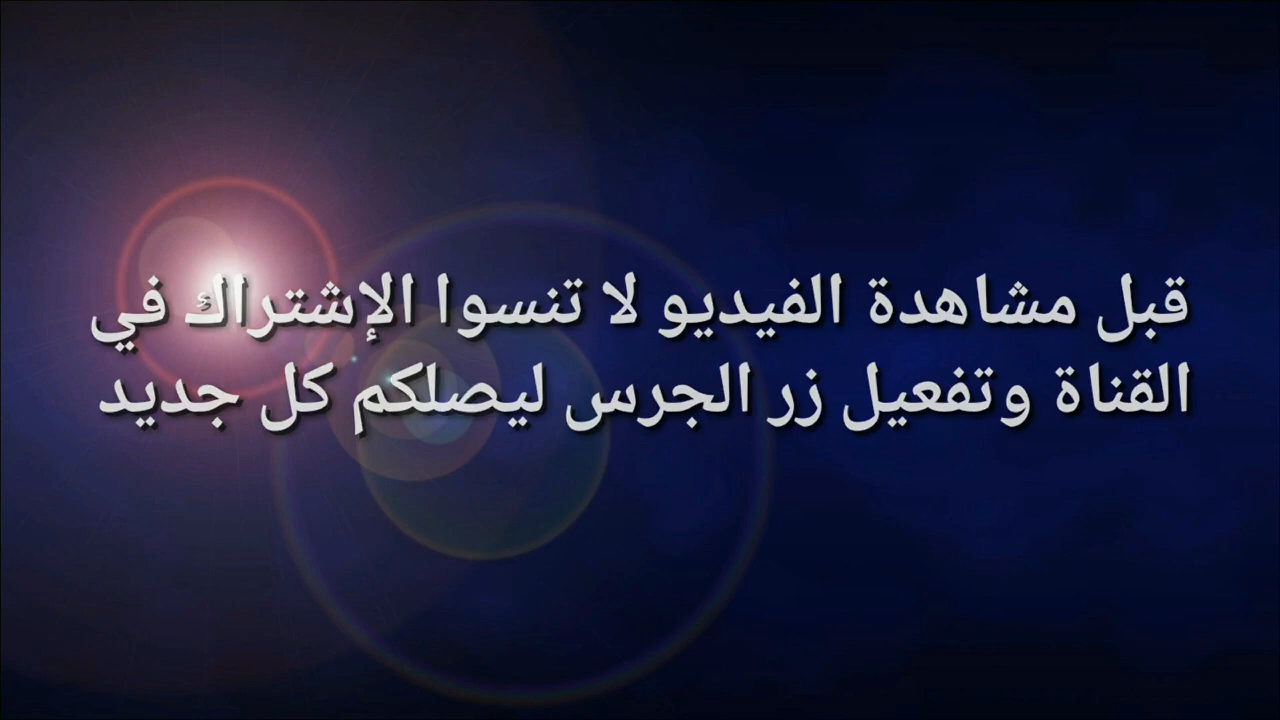 قبل مشاهدة الفيديو لا تنسوا الإشتراك في
القناة وتفعيل زر الجرس ليصلكم كل جديد